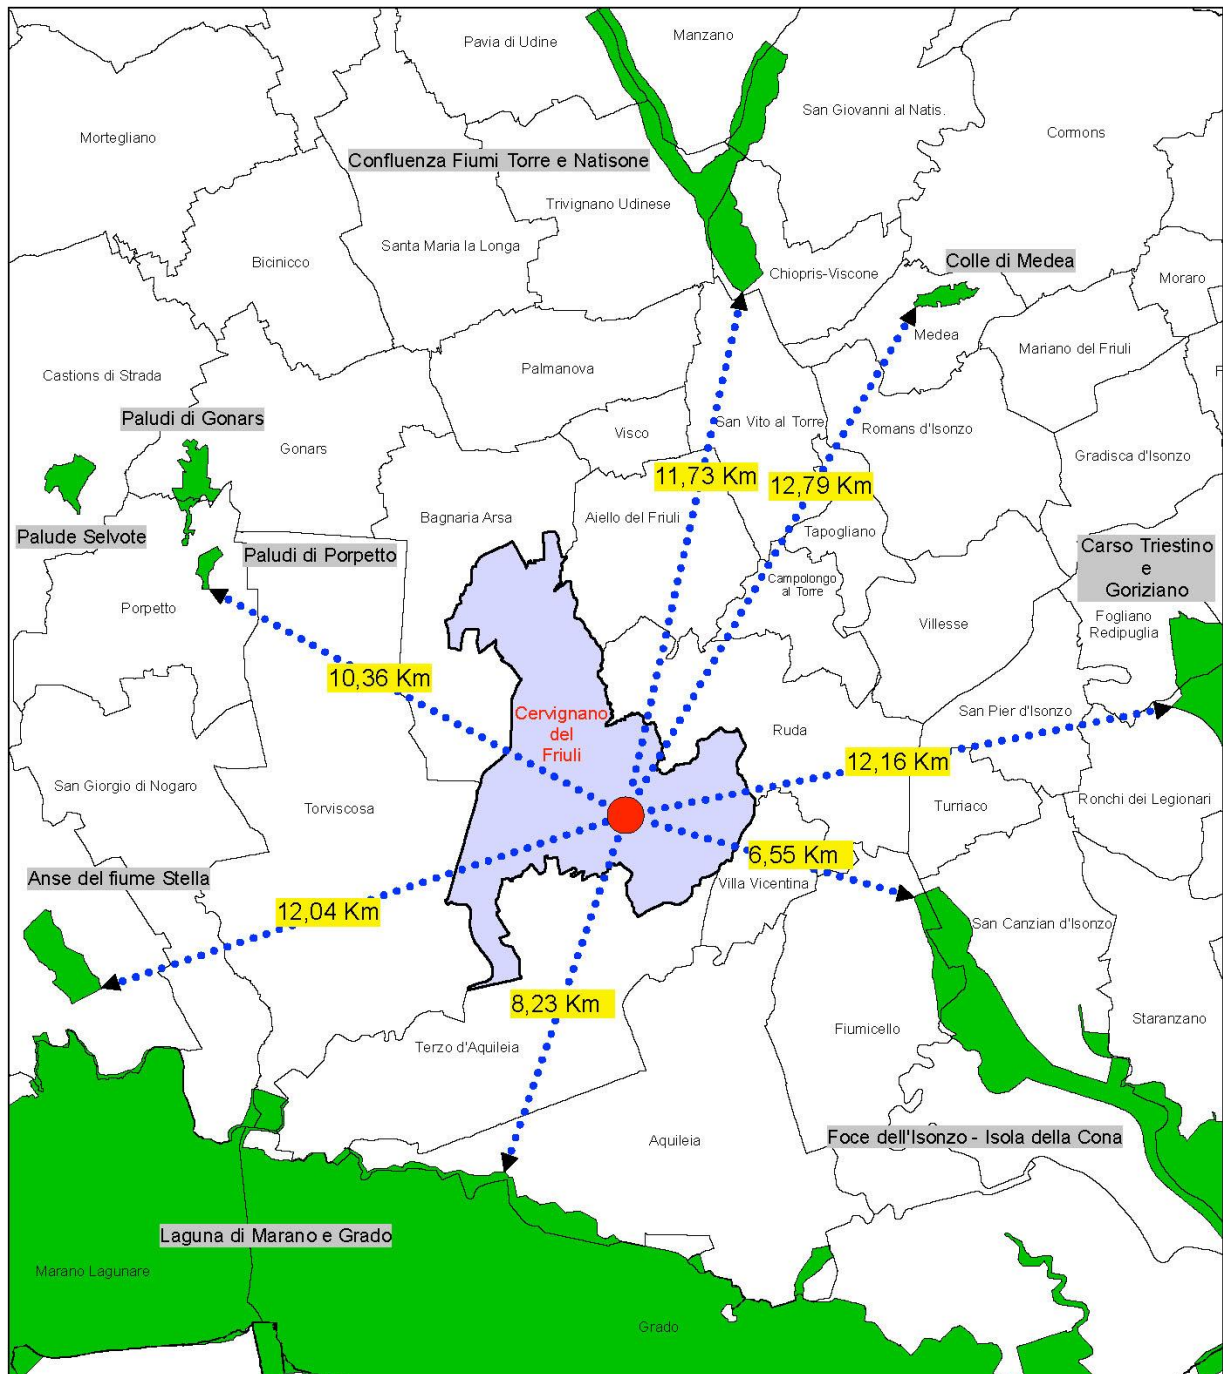 Pavia di Udine
Manzano
San Giovanni al Natis.
Cormons
Mortegliano
Confluenza Fiumi Torre e Natisone
Trivignano Udinese
Santa Maria la Longa
Bicinicco
Chiopris-Viscone
Colle di Medea
Moraro
Medea
Mariano del Friuli
Palmanova
Castions di Strada
F
Paludi di Gonars
San Vito al Torre
Romans d'Isonzo
Visco
Gonars
Gradisca d'Isonzo
11,73 Km
12,79 Km
Bagnaria Arsa
Aiello del Friuli
Palude Selvote
Tapogliano
Paludi di Porpetto
Carso Triestino
e
Goriziano
Campolongo
al Torre
Porpetto
Villesse
Fogliano
Redipuglia
10,36 Km
Cervignano
del
Friuli
San Pier d'Isonzo
Ruda
12,16 Km
San Giorgio di Nogaro
Torviscosa
Turriaco
Ronchi dei Legionari
6,55 Km
Anse del fiume Stella
Villa Vicentina
12,04 Km
San Canzian d'Isonzo
8,23 Km
Staranzano
Fiumicello
Terzo d'Aquileia
Aquileia
Foce dell'Isonzo - Isola della Cona
Laguna di Marano e Grado
Marano Lagunare
Grado